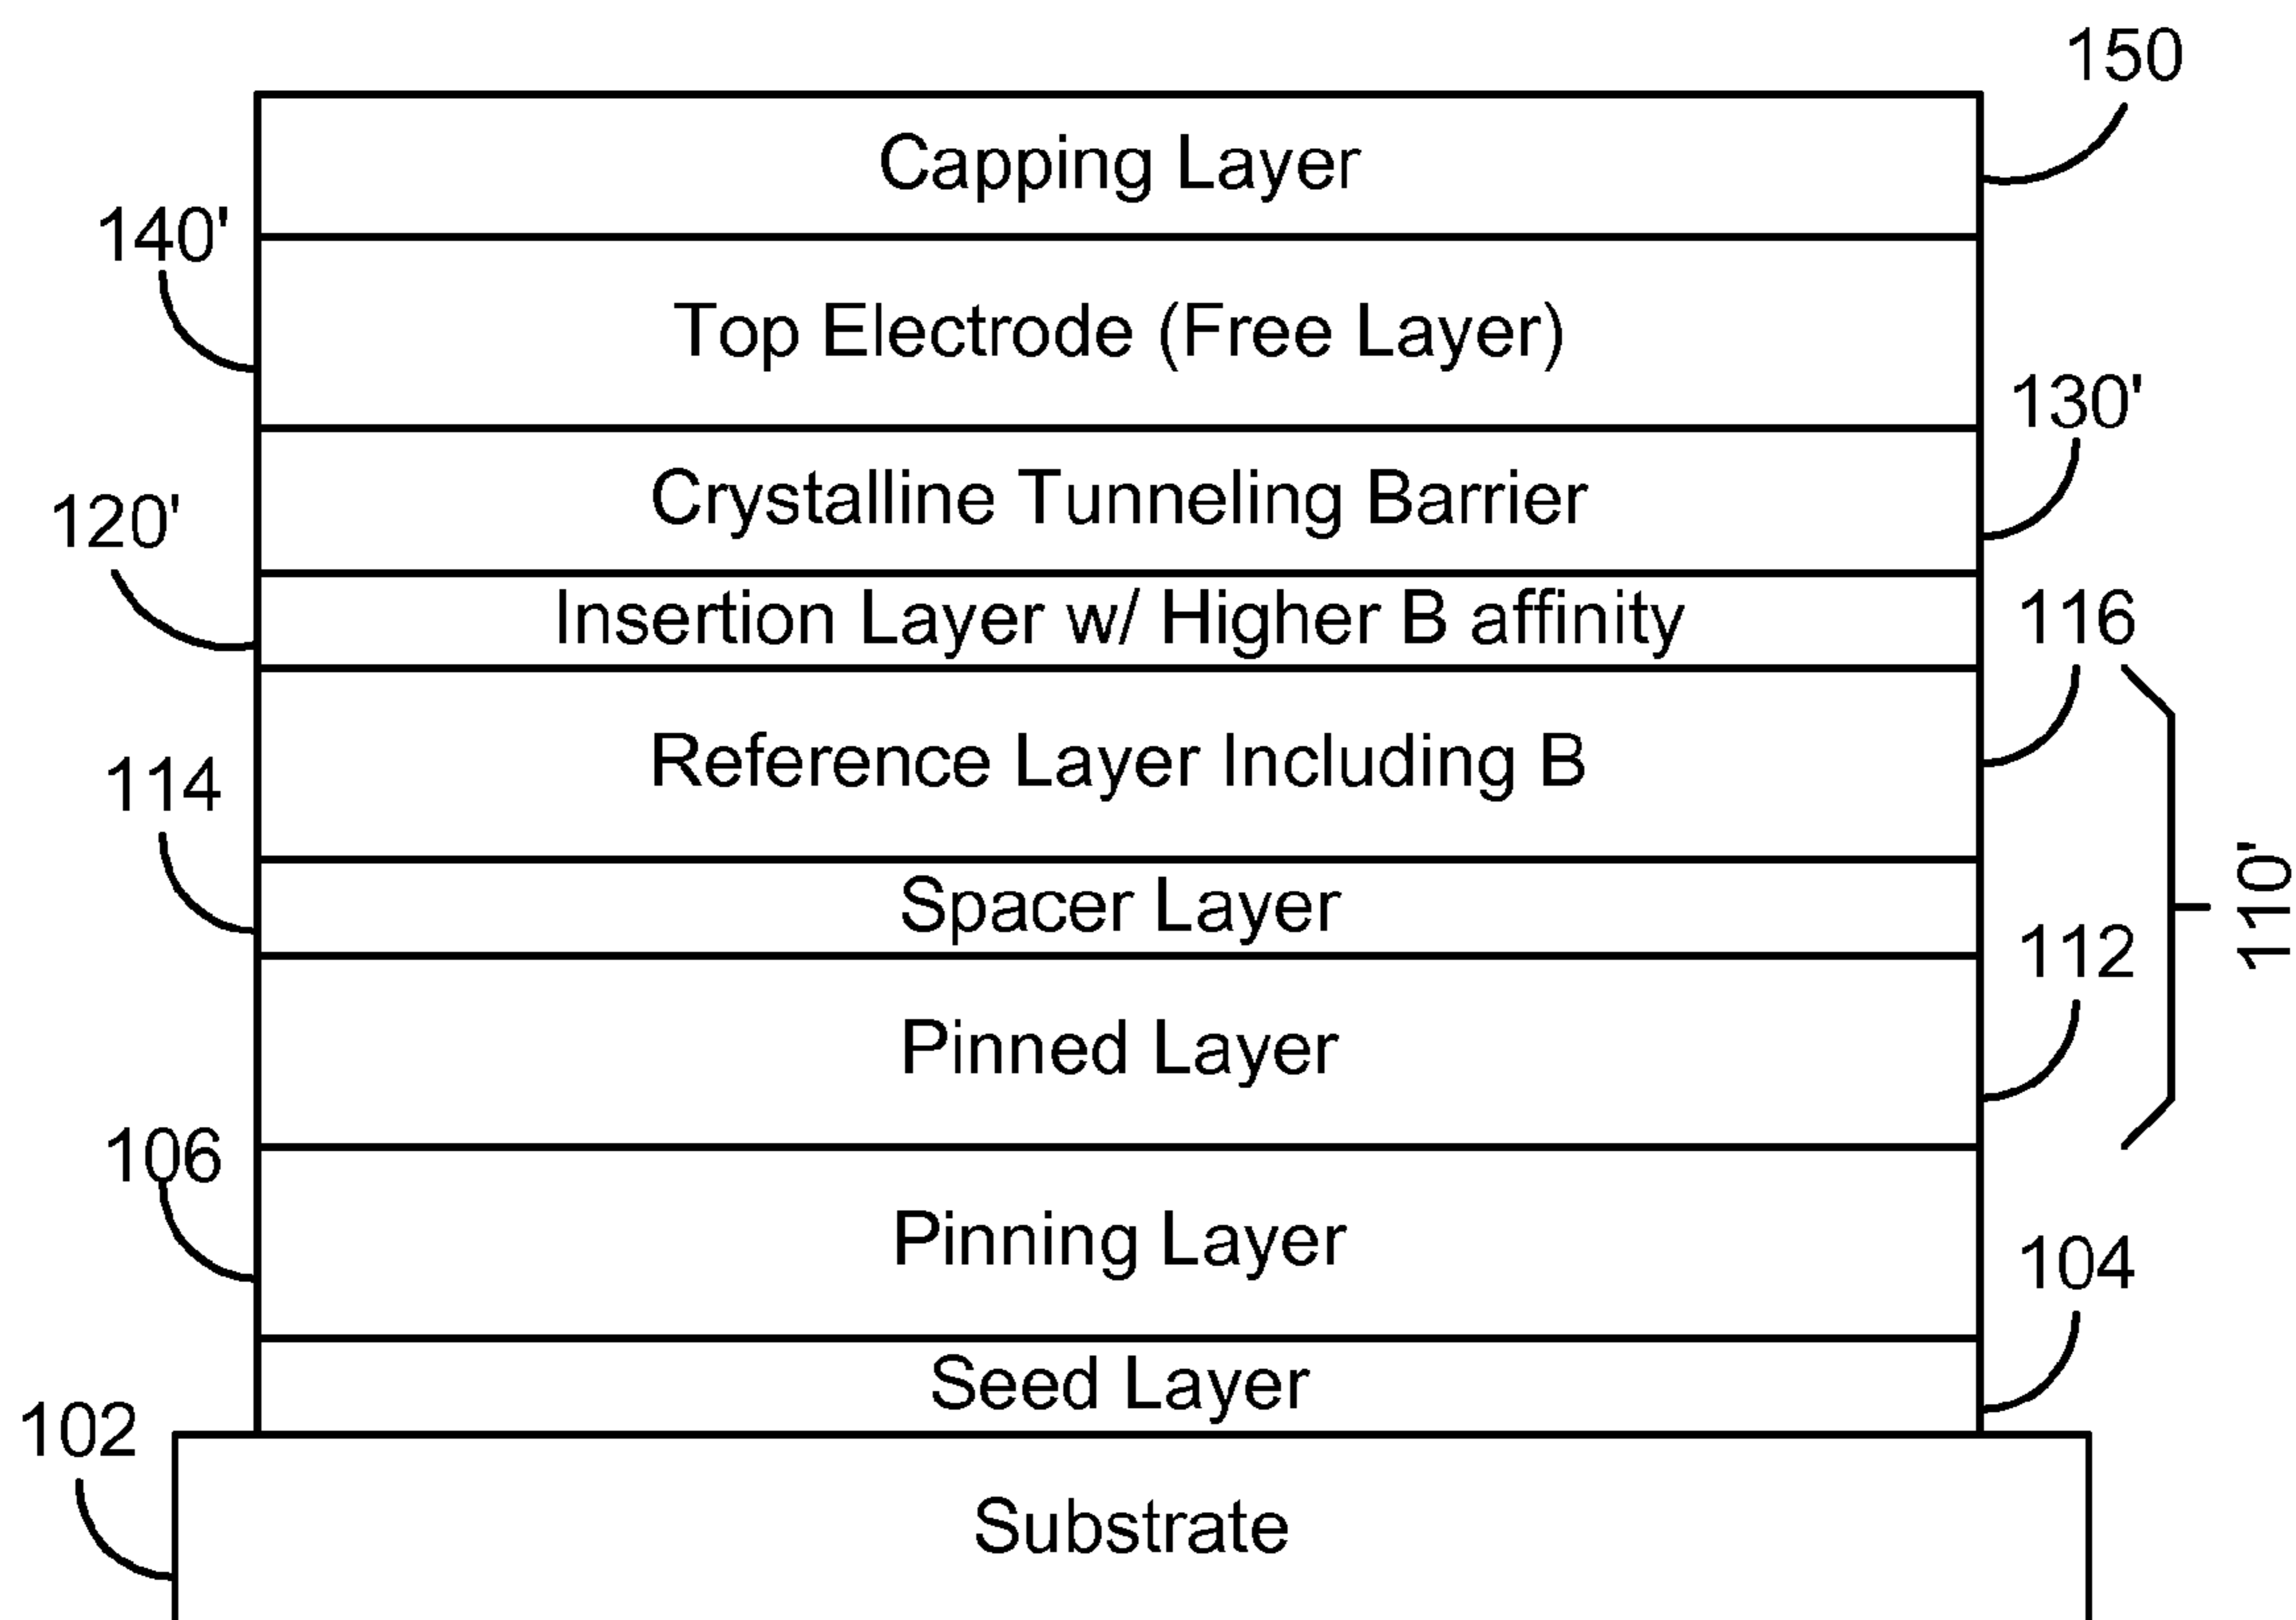 150
Capping Layer
140'
Top Electrode (Free Layer)
130'
Crystalline Tunneling Barrier
120'
Insertion Layer w/ Higher B affinity
116
Reference Layer Including B
114
Spacer Layer
110'
112
Pinned Layer
106
Pinning Layer
104
Seed Layer
102
Substrate